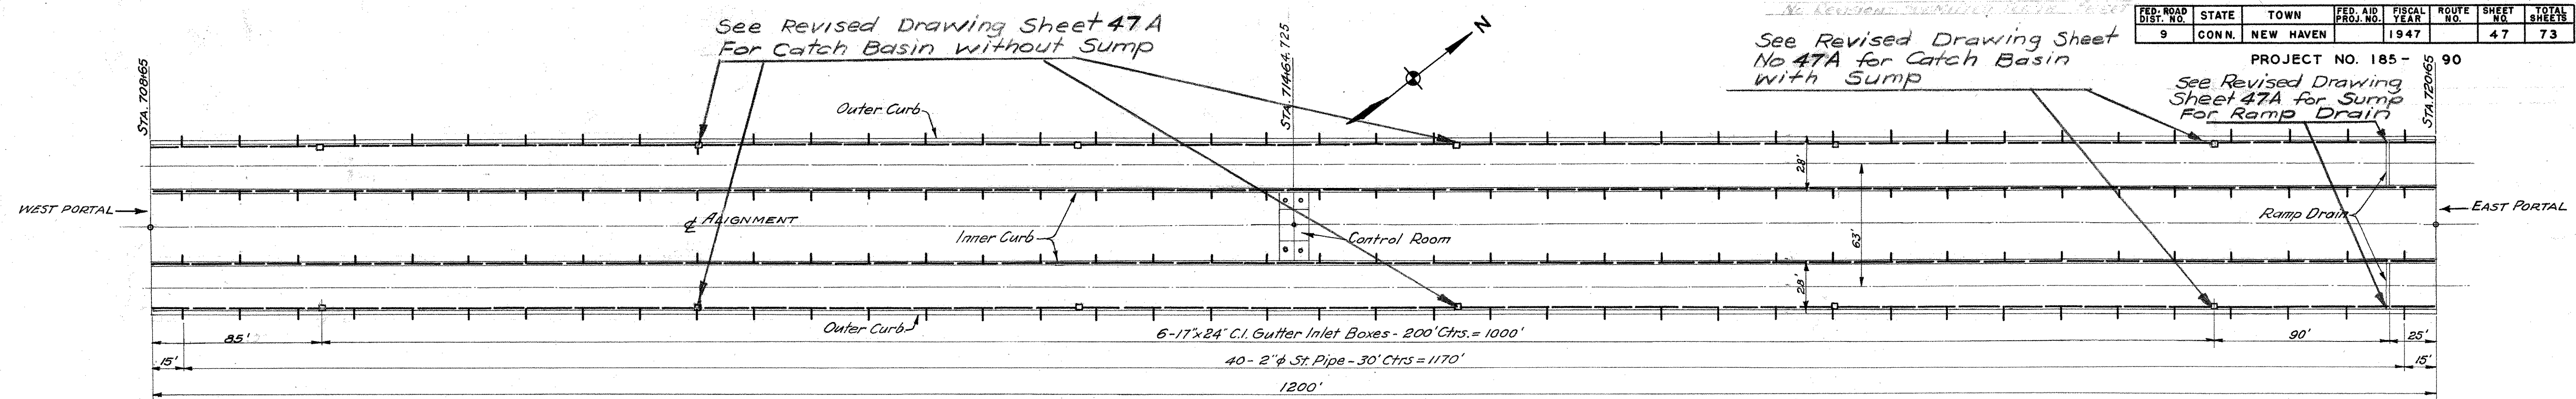 See Revised Drawing Sheet 47 A
For Catch Basin without Sump
STA. 708+65
STA. 714+64.725
N
See Revised Drawing Sheet
No 47A for Catch Basin
with Sump
FED. ROAD DIST. NO. STATE TOWN FED. AID PROJ. NO. FISCAL YEAR ROUTE NO. SHEET NO. TOTAL SHEETS
9 CONN. NEW HAVEN 1947 47 73
PROJECT NO. 185- 90
See Revised Drawing
Sheet 47A for Sump
For Ramp Drain
STA. 720+65
Outer Curb
28'
WEST PORTAL
℄ ALIGNMENT
Inner Curb
Control Room
63'
Ramp Drain
EAST PORTAL
28'
Outer Curb
85'
6-17"x24" C.I. Gutter Inlet Boxes - 200' Ctrs. = 1000'
90'
25'
15'
40 - 2"ϕ St. Pipe - 30' Ctrs = 1170'
15'
1200'